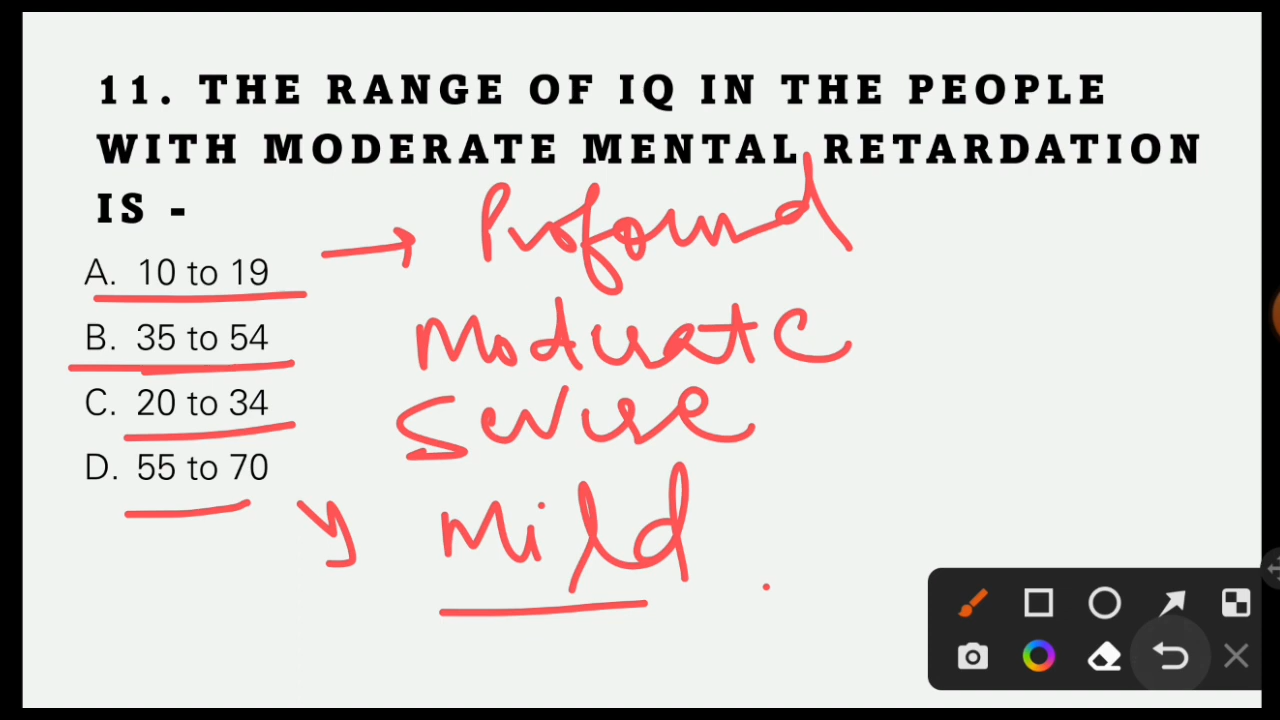 11. THE RANGE OF IQ IN THE PEOPLE
WITH MODERATE MENTAL RETARDATION
IS -
Profound
A. 10 to 19
B. 35 to 54
Moderate
C. 20 to 34
Severe
D. 55 to 70
Mild